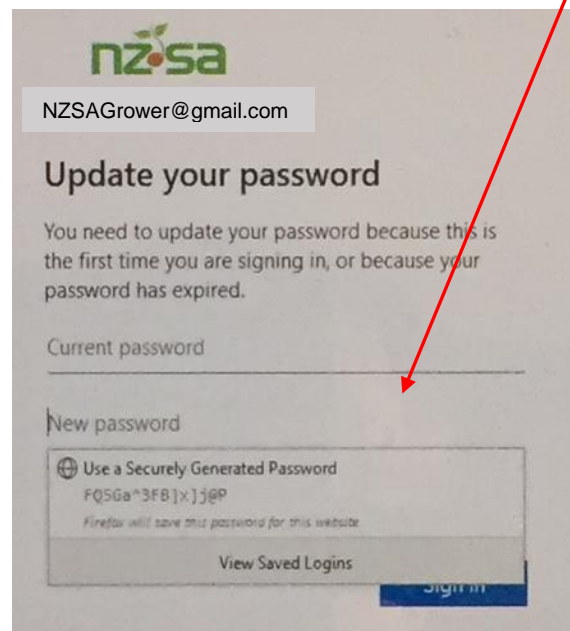 nzsa
NZSAGrower@gmail.com
Update your password
You need to update your password because this is
the first time you are signing in, or because your
password has expired.
Current password
New password
Use a Securely Generated Password
Firefox will save this password for this website
View Saved Logins
Sign in